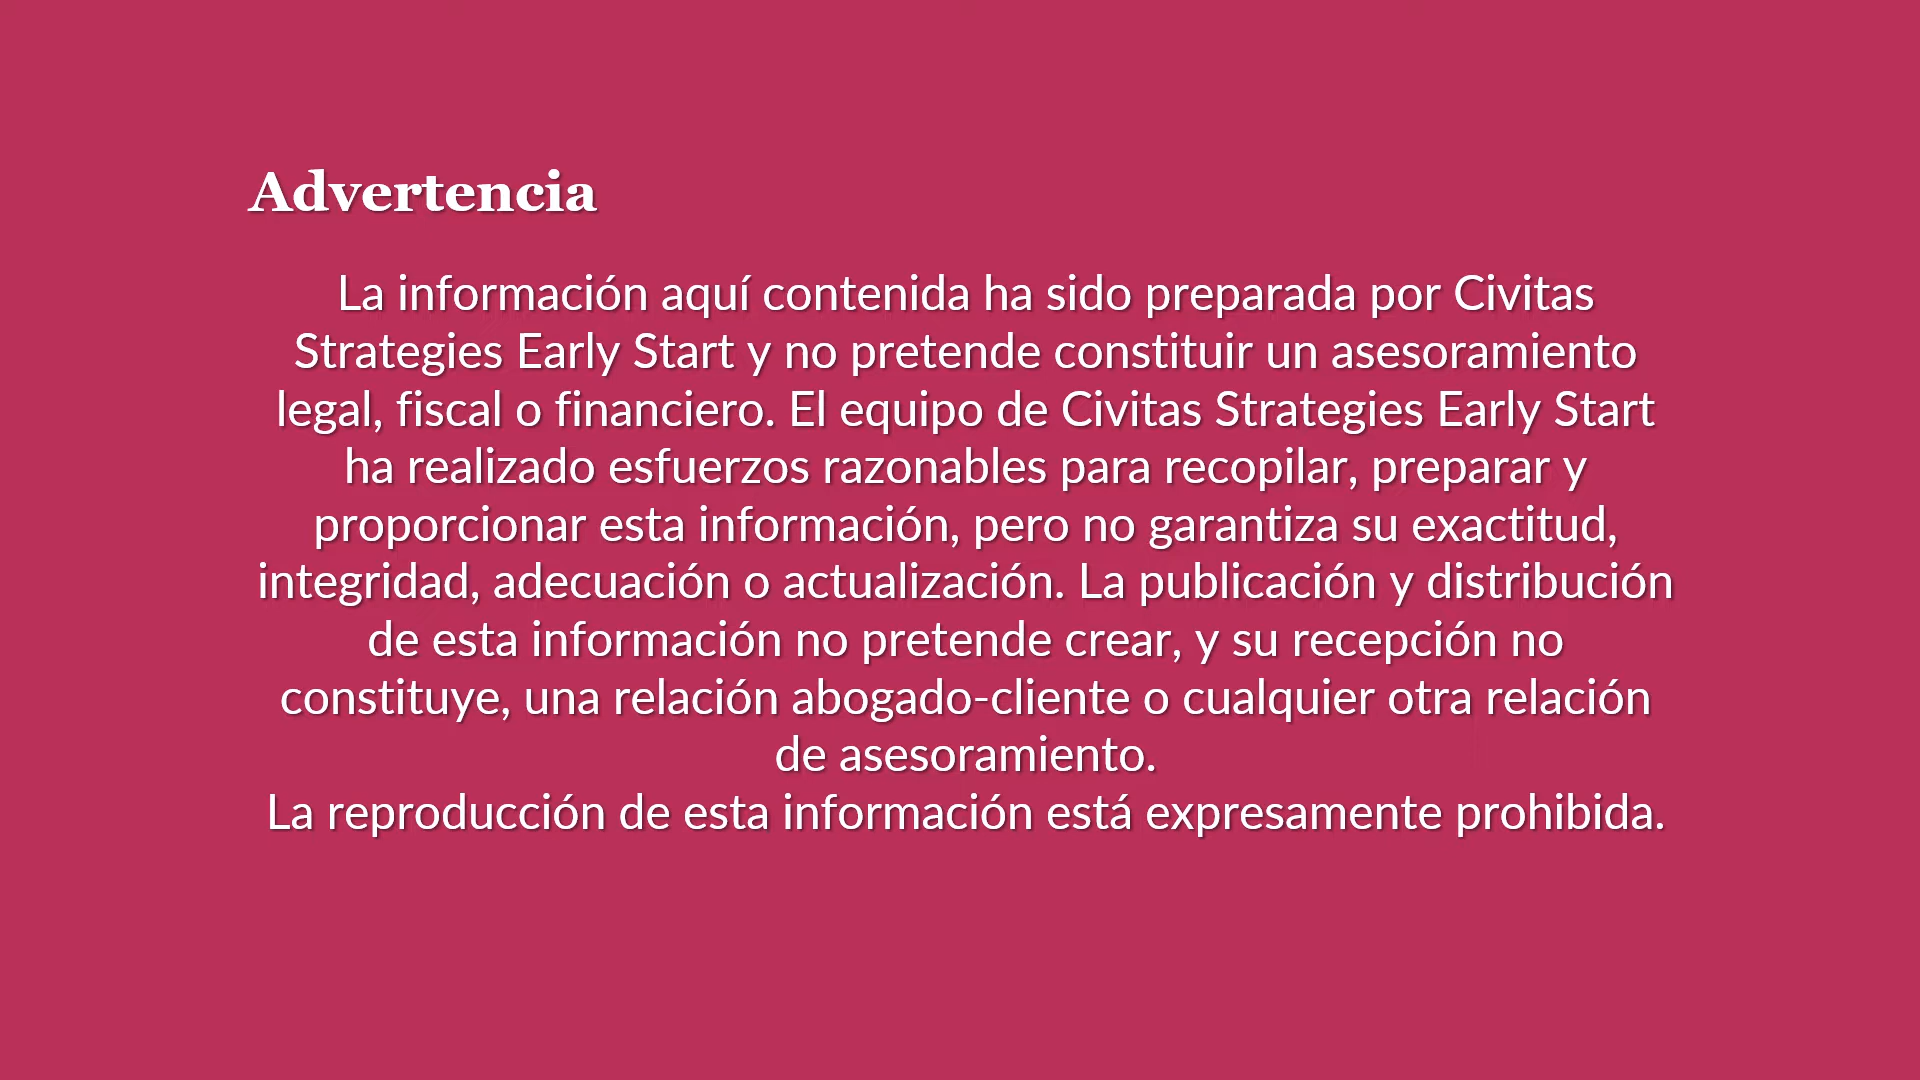 Advertencia
La información aquí contenida ha sido preparada por Civitas
Strategies Early Start y no pretende constituir un asesoramiento
legal, fiscal o financiero. El equipo de Civitas Strategies Early Start
ha realizado esfuerzos razonables para recopilar, preparar y
proporcionar esta información, pero no garantiza su exactitud,
integridad, adecuación o actualización. La publicación y distribución
de esta información no pretende crear, y su recepción no
constituye, una relación abogado-cliente o cualquier otra relación
de asesoramiento.
La reproducción de esta información está expresamente prohibida.